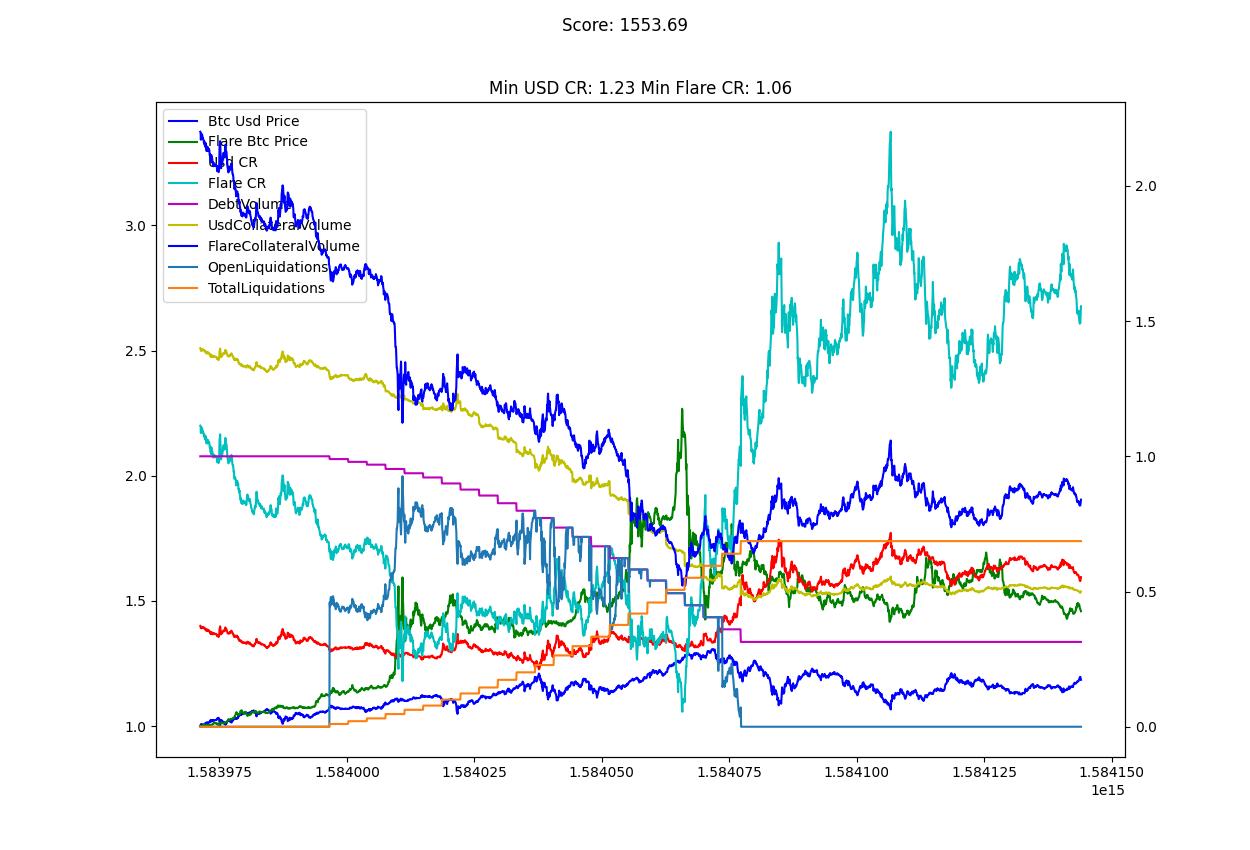 Score: 1553.69
Min USD CR: 1.23 Min Flare CR: 1.06
Btc Usd Price
Flare Btc Price
Usd CR
Flare CR
DebtVolume
UsdCollateralVolume
FlareCollateralVolume
OpenLiquidations
TotalLiquidations
3.0
2.5
2.0
1.5
1.0
2.0
1.5
1.0
0.5
0.0
1.583975 1.584000 1.584025 1.584050 1.584075 1.584100 1.584125 1.584150
1e15